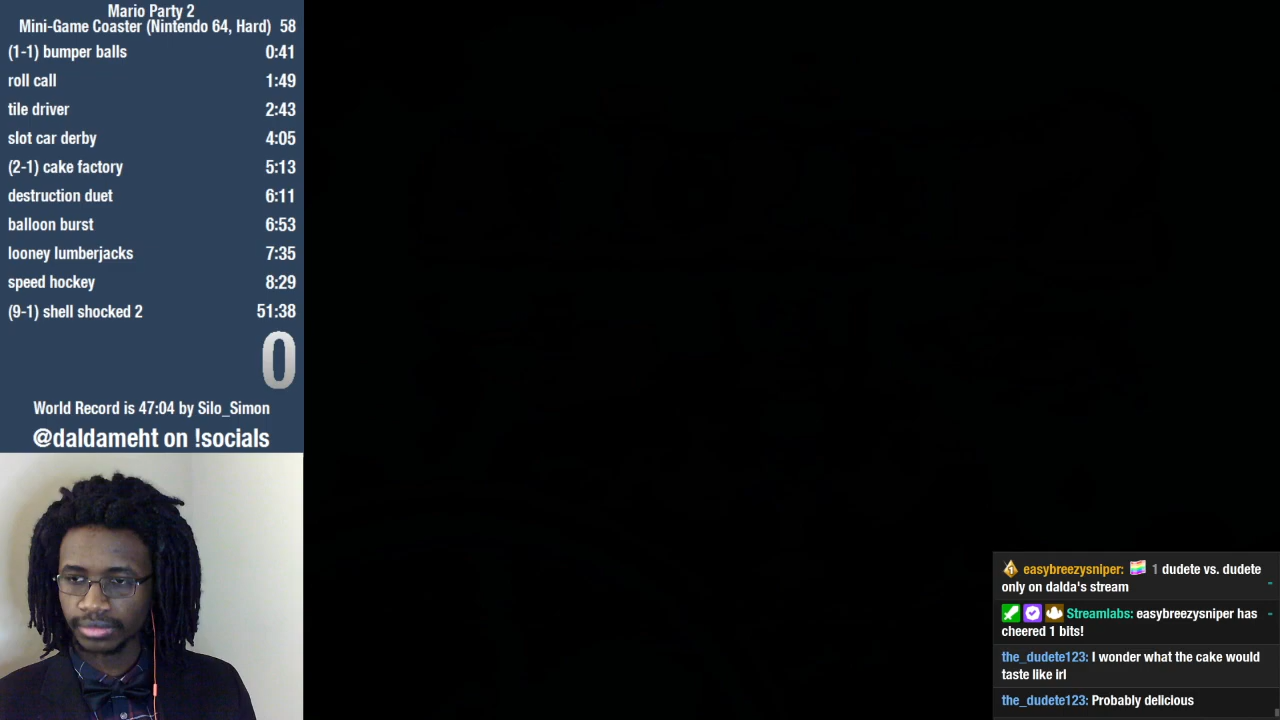 Mario Party 2
Mini-Game Coaster (Nintendo 64, Hard) 58
(1-1) bumper balls 0:41
roll call 1:49
tile driver 2:43
slot car derby 4:05
(2-1) cake factory 5:13
destruction duet 6:11
balloon burst 6:53
looney lumberjacks 7:35
speed hockey 8:29
(9-1) shell shocked 2 51:38
0
World Record is 47:04 by Silo_Simon
@daldameht on !socials
easybreezysniper: 1 dudete vs. dudete
only on dalda's stream
Streamlabs: easybreezysniper has
cheered 1 bits!
the_dudete123: I wonder what the cake would
taste like irl
the_dudete123: Probably delicious